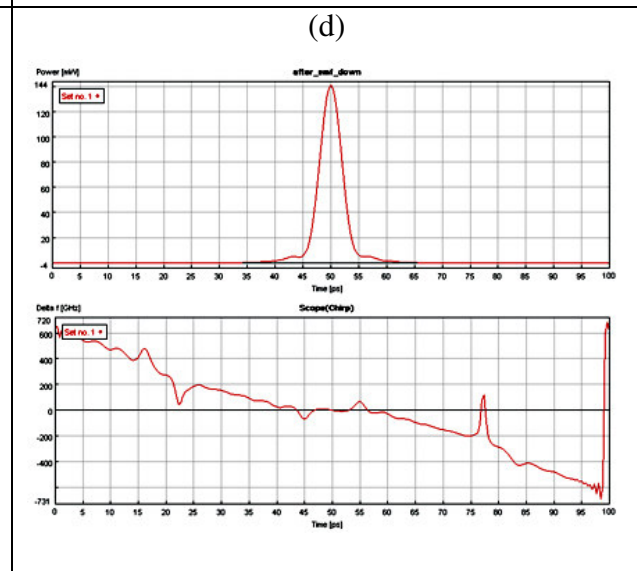 (d)
Power [mW] after_smf_down
144
Set no. 1
120
100
80
60
40
20
-4
0 5 10 15 20 25 30 35 40 45 50 55 60 65 70 75 80 85 90 95 100
Time [ps]
Delta f [GHz] Scope(Chirp)
720
600
Set no. 1
400
200
0
-200
-400
-731
0 5 10 15 20 25 30 35 40 45 50 55 60 65 70 75 80 85 90 95 100
Time [ps]